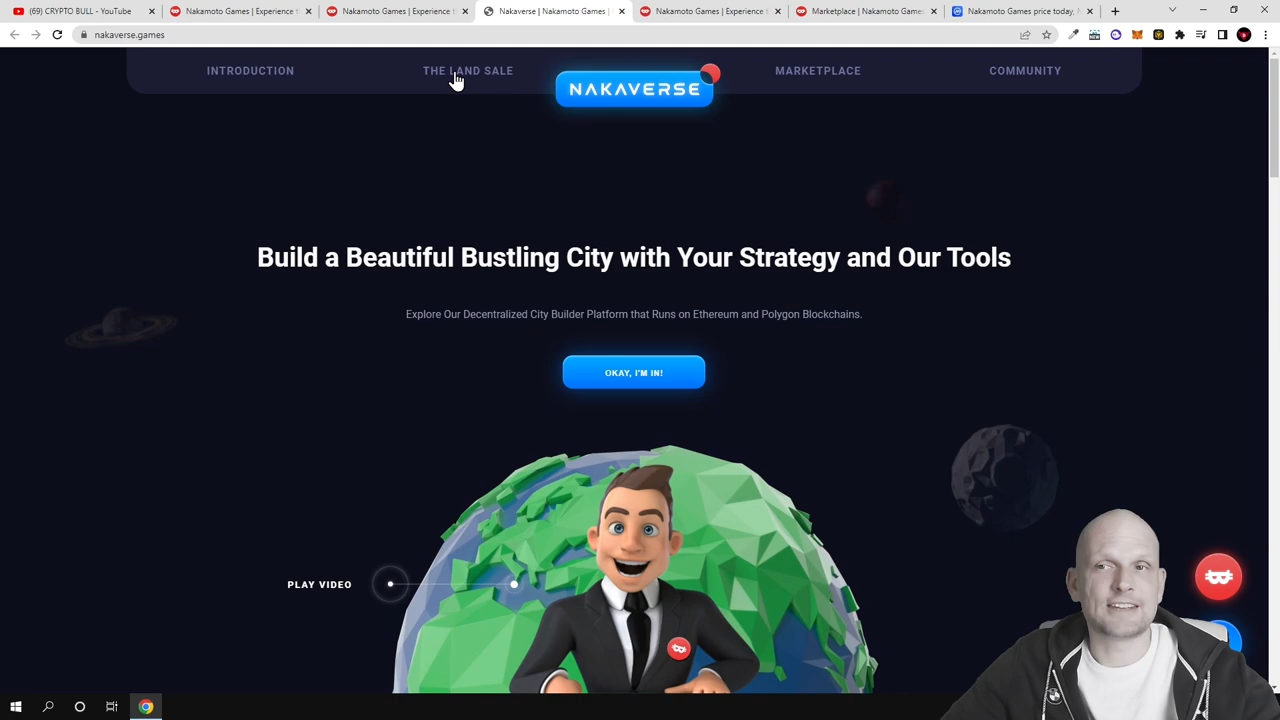 (69) CRYPTO BULL - YouTube
Nakamoto Games | Experience t
Nakamoto Games | Experience t
Nakaverse | Nakamoto Games |
Nakamoto Games | Experience t
Marketplace | Nakamoto Games
Nakamoto Games price today,
nakaverse.games
INTRODUCTION
THE LAND SALE
NAKAVERSE
MARKETPLACE
COMMUNITY
Build a Beautiful Bustling City with Your Strategy and Our Tools
Explore Our Decentralized City Builder Platform that Runs on Ethereum and Polygon Blockchains.
OKAY, I'M IN!
PLAY VIDEO